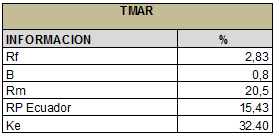 TMAR
INFORMACION %
Rf 2,83
B 0,8
Rm 20,5
RP Ecuador 15,43
Ke 32.40